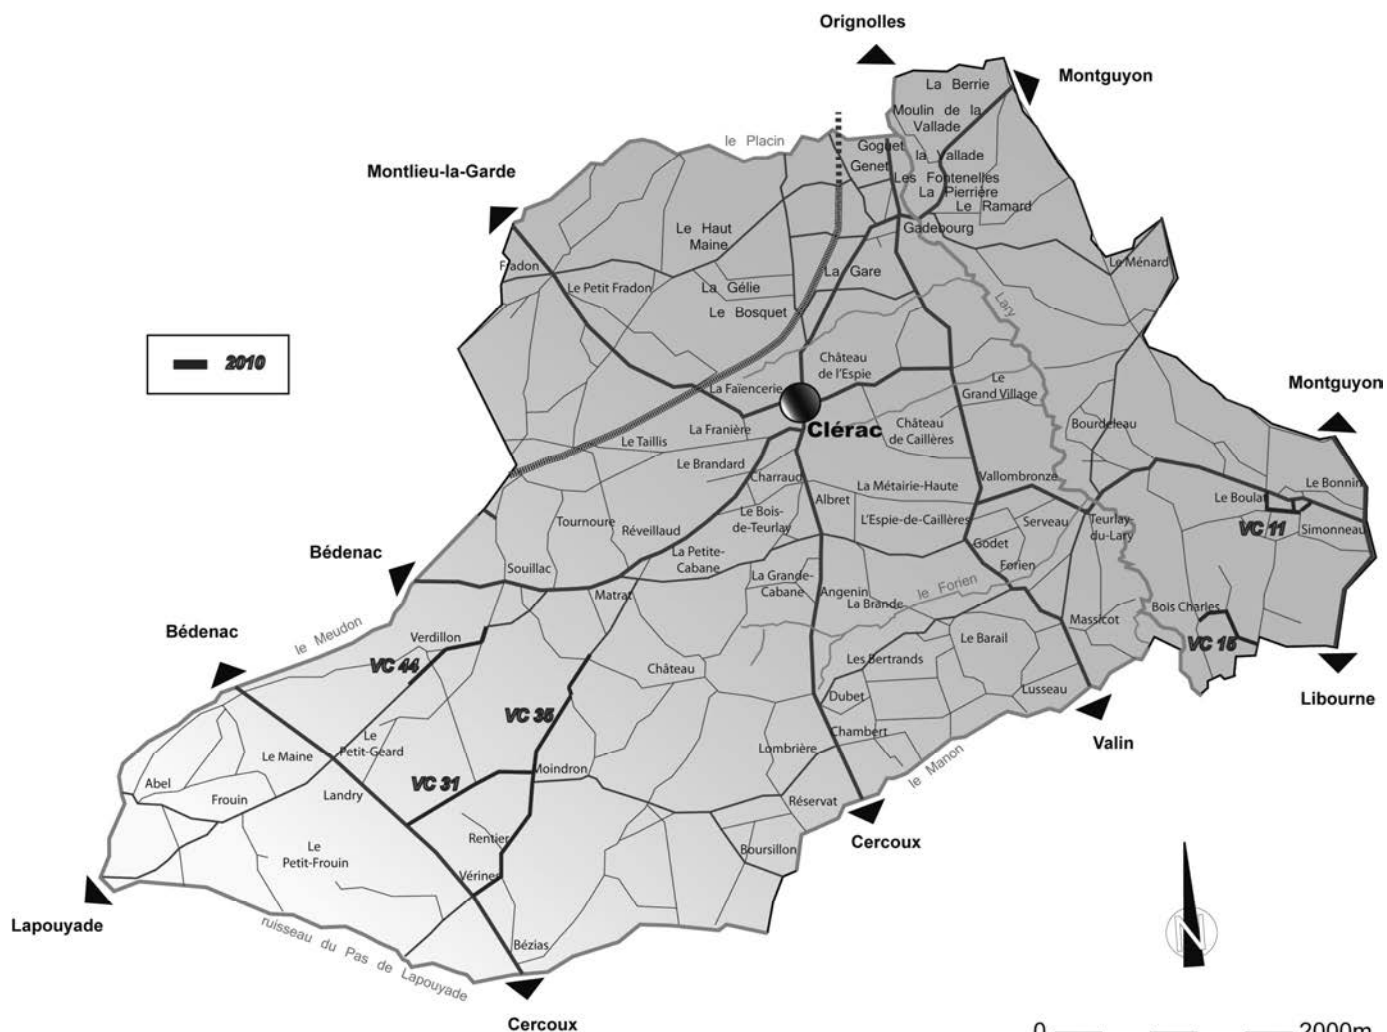 Orignolles
Montguyon
La Berrie
Moulin de la
Vallade
le Placin
Goguet
la Vallade
Genet
Les Fontenelles
La Pierrière
Le Ramard
Montlieu-la-Garde
Le Haut
Maine
Gadebourg
Fradon
Le Petit Fradon
La Gare
Le Ménard
La Gélie
Le Bosquet
Lary
2010
Château
de l'Espie
La Faïencerie
Le
Grand Village
Montguyon
Clérac
Château
de Caillères
Bourdeleau
La Franière
Le Taillis
Le Brandard
Charraud
La Métairie-Haute
Vallombronze
Albret
Le Bonnin
Le Boulat
VC 11
Simonneau
Tournoure
Réveillaud
Le Bois-
de-Teurlay
L'Espie-de-Caillères
Serveau
Teurlay-
du-Lary
Godet
Bédenac
Souillac
La Petite-
Cabane
La Grande-
Cabane
Forien
Matrat
Angenin
La Brande
le Forien
Bois Charles
Massicot
Bédenac
le Meudon
Verdillon
VC 44
Château
Les Bertrands
Le Barail
VC 15
Dubet
Lusseau
Libourne
VC 35
Chambert
Valin
Le
Petit-Geard
Le Maine
Lombrière
le Manon
Abel
Frouin
Landry
VC 31
Moindron
Réservat
Cercoux
Rentier
Boursillon
Le
Petit-Frouin
Vérines
Lapouyade
ruisseau du Pas de Lapouyade
Bézias
N
Cercoux
0
2000m